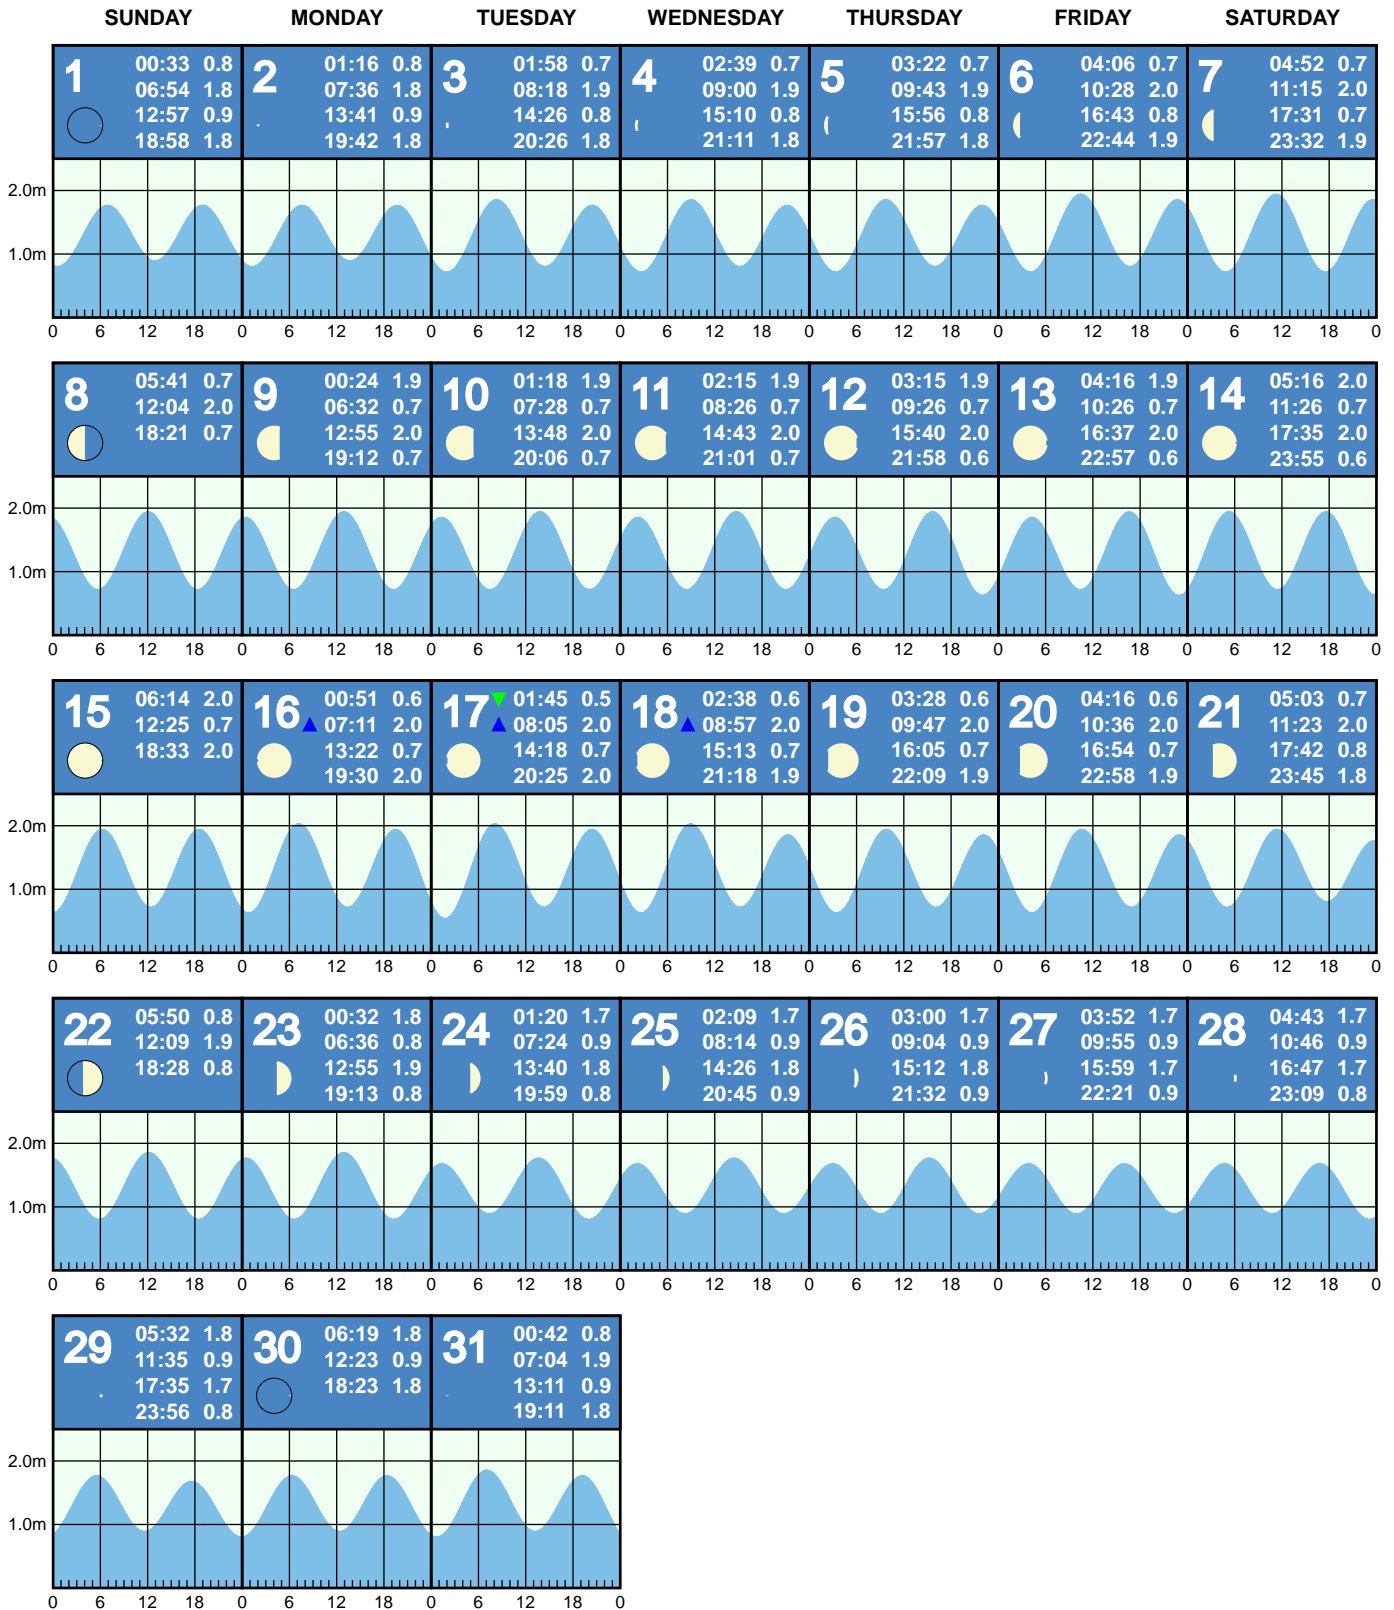 SUNDAY MONDAY TUESDAY WEDNESDAY THURSDAY FRIDAY SATURDAY
1 00:33 0.8
06:54 1.8
12:57 0.9
18:58 1.8
2 01:16 0.8
07:36 1.8
13:41 0.9
19:42 1.8
3 01:58 0.7
08:18 1.9
14:26 0.8
20:26 1.8
4 02:39 0.7
09:00 1.9
15:10 0.8
21:11 1.8
5 03:22 0.7
09:43 1.9
15:56 0.8
21:57 1.8
6 04:06 0.7
10:28 2.0
16:43 0.8
22:44 1.9
7 04:52 0.7
11:15 2.0
17:31 0.7
23:32 1.9
2.0m
1.0m
0 6 12 18 0 6 12 18 0 6 12 18 0 6 12 18 0 6 12 18 0 6 12 18 0 6 12 18 0
8 05:41 0.7
12:04 2.0
18:21 0.7
9 00:24 1.9
06:32 0.7
12:55 2.0
19:12 0.7
10 01:18 1.9
07:28 0.7
13:48 2.0
20:06 0.7
11 02:15 1.9
08:26 0.7
14:43 2.0
21:01 0.7
12 03:15 1.9
09:26 0.7
15:40 2.0
21:58 0.6
13 04:16 1.9
10:26 0.7
16:37 2.0
22:57 0.6
14 05:16 2.0
11:26 0.7
17:35 2.0
23:55 0.6
2.0m
1.0m
0 6 12 18 0 6 12 18 0 6 12 18 0 6 12 18 0 6 12 18 0 6 12 18 0 6 12 18 0
15 06:14 2.0
12:25 0.7
18:33 2.0
16 00:51 0.6
07:11 2.0
13:22 0.7
19:30 2.0
17 01:45 0.5
08:05 2.0
14:18 0.7
20:25 2.0
18 02:38 0.6
08:57 2.0
15:13 0.7
21:18 1.9
19 03:28 0.6
09:47 2.0
16:05 0.7
22:09 1.9
20 04:16 0.6
10:36 2.0
16:54 0.7
22:58 1.9
21 05:03 0.7
11:23 2.0
17:42 0.8
23:45 1.8
2.0m
1.0m
0 6 12 18 0 6 12 18 0 6 12 18 0 6 12 18 0 6 12 18 0 6 12 18 0 6 12 18 0
22 05:50 0.8
12:09 1.9
18:28 0.8
23 00:32 1.8
06:36 0.8
12:55 1.9
19:13 0.8
24 01:20 1.7
07:24 0.9
13:40 1.8
19:59 0.8
25 02:09 1.7
08:14 0.9
14:26 1.8
20:45 0.9
26 03:00 1.7
09:04 0.9
15:12 1.8
21:32 0.9
27 03:52 1.7
09:55 0.9
15:59 1.7
22:21 0.9
28 04:43 1.7
10:46 0.9
16:47 1.7
23:09 0.8
2.0m
1.0m
0 6 12 18 0 6 12 18 0 6 12 18 0 6 12 18 0 6 12 18 0 6 12 18 0 6 12 18 0
29 05:32 1.8
11:35 0.9
17:35 1.7
23:56 0.8
30 06:19 1.8
12:23 0.9
18:23 1.8
31 00:42 0.8
07:04 1.9
13:11 0.9
19:11 1.8
2.0m
1.0m
0 6 12 18 0 6 12 18 0 6 12 18 0